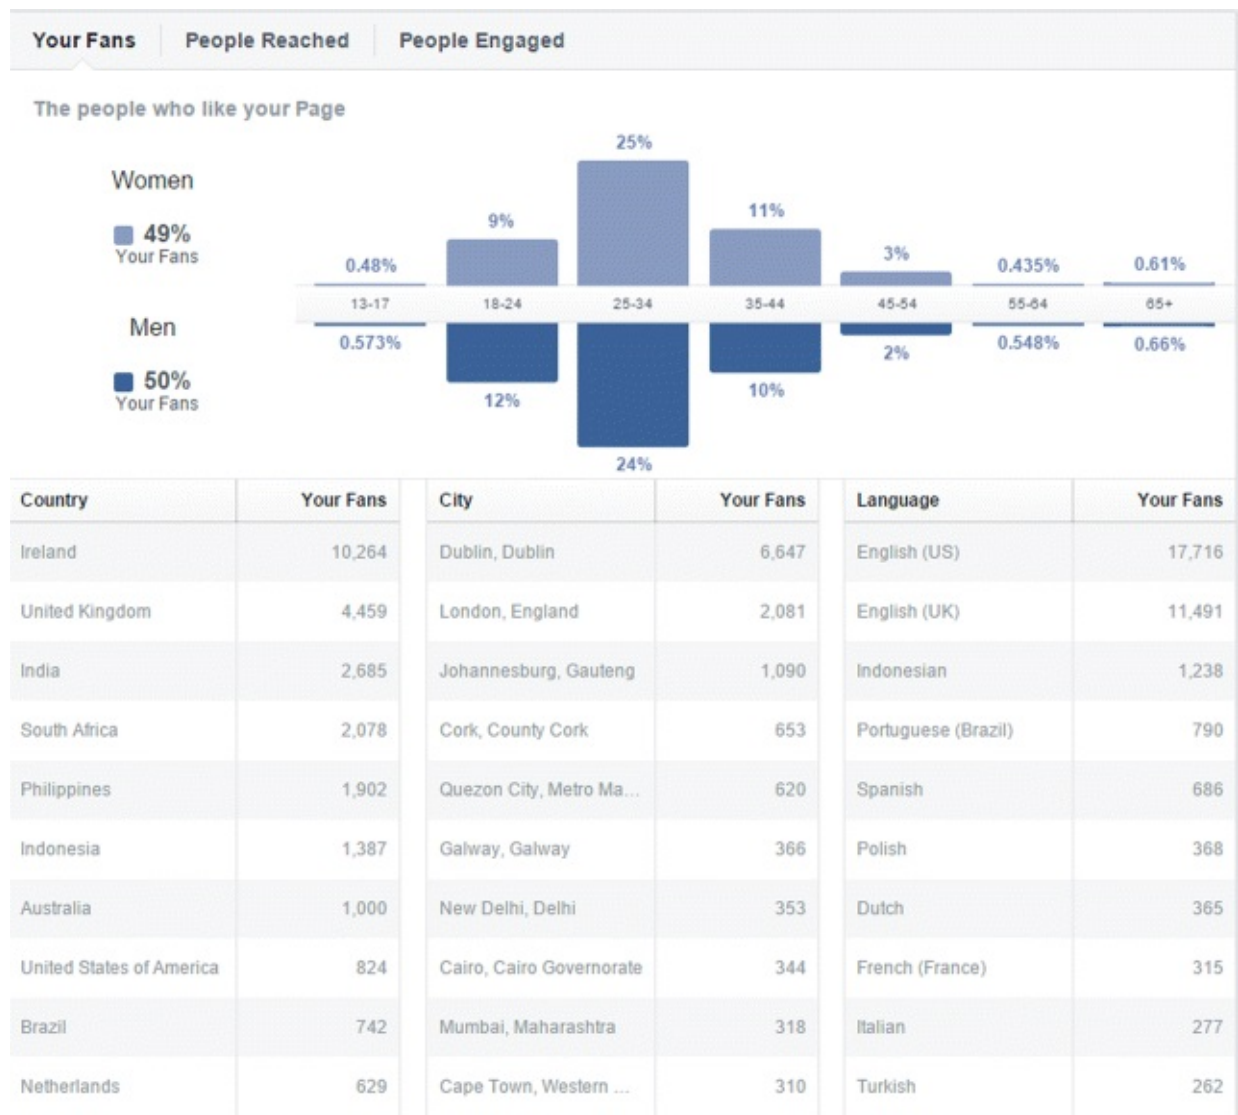 Your Fans People Reached People Engaged
The people who like your Page
Women
49%
Your Fans
Men
50%
Your Fans
25%
9%
11%
3%
0.48%
0.435%
0.61%
13-17 18-24 25-34 35-44 45-54 55-64 65+
0.573%
12%
24%
10%
2%
0.548%
0.66%
Country Your Fans City Your Fans Language Your Fans
Ireland 10,264 Dublin, Dublin 6,647 English (US) 17,716
United Kingdom 4,459 London, England 2,081 English (UK) 11,491
India 2,685 Johannesburg, Gauteng 1,090 Indonesian 1,238
South Africa 2,078 Cork, County Cork 653 Portuguese (Brazil) 790
Philippines 1,902 Quezon City, Metro Ma... 620 Spanish 686
Indonesia 1,387 Galway, Galway 366 Polish 368
Australia 1,000 New Delhi, Delhi 353 Dutch 365
United States of America 824 Cairo, Cairo Governorate 344 French (France) 315
Brazil 742 Mumbai, Maharashtra 318 Italian 277
Netherlands 629 Cape Town, Western ... 310 Turkish 262